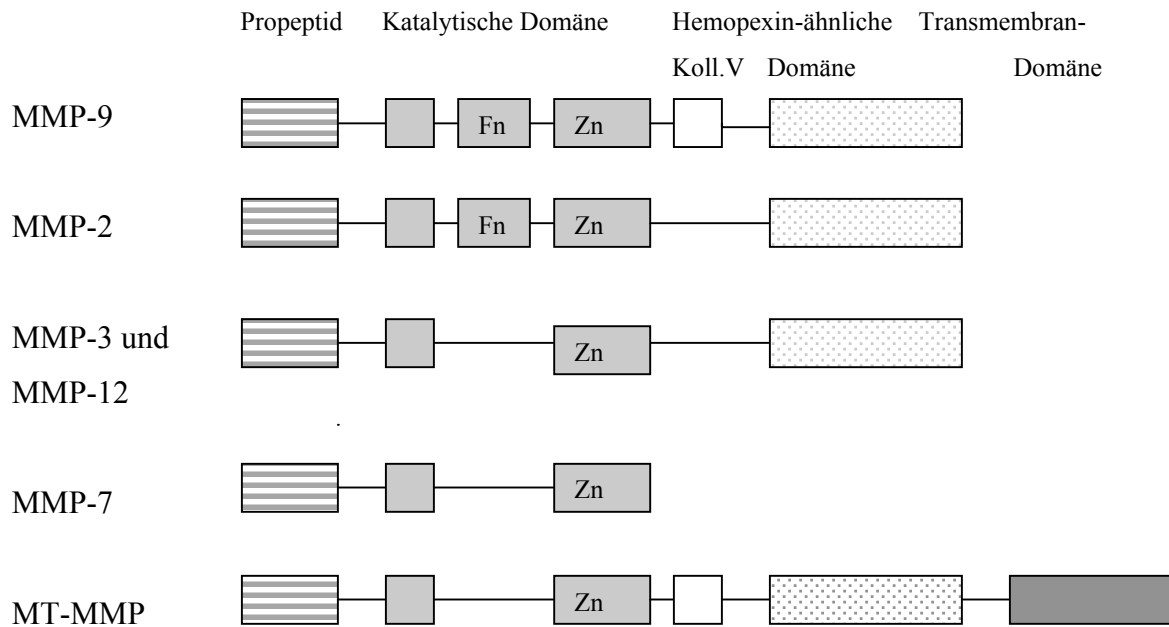 Propeptid Katalytische Domäne Hemopexin-ähnliche Transmembran-
Koll.V Domäne Domäne
MMP-9 Fn Zn
MMP-2 Fn Zn
MMP-3 und Zn
MMP-12
MMP-7 Zn
MT-MMP Zn